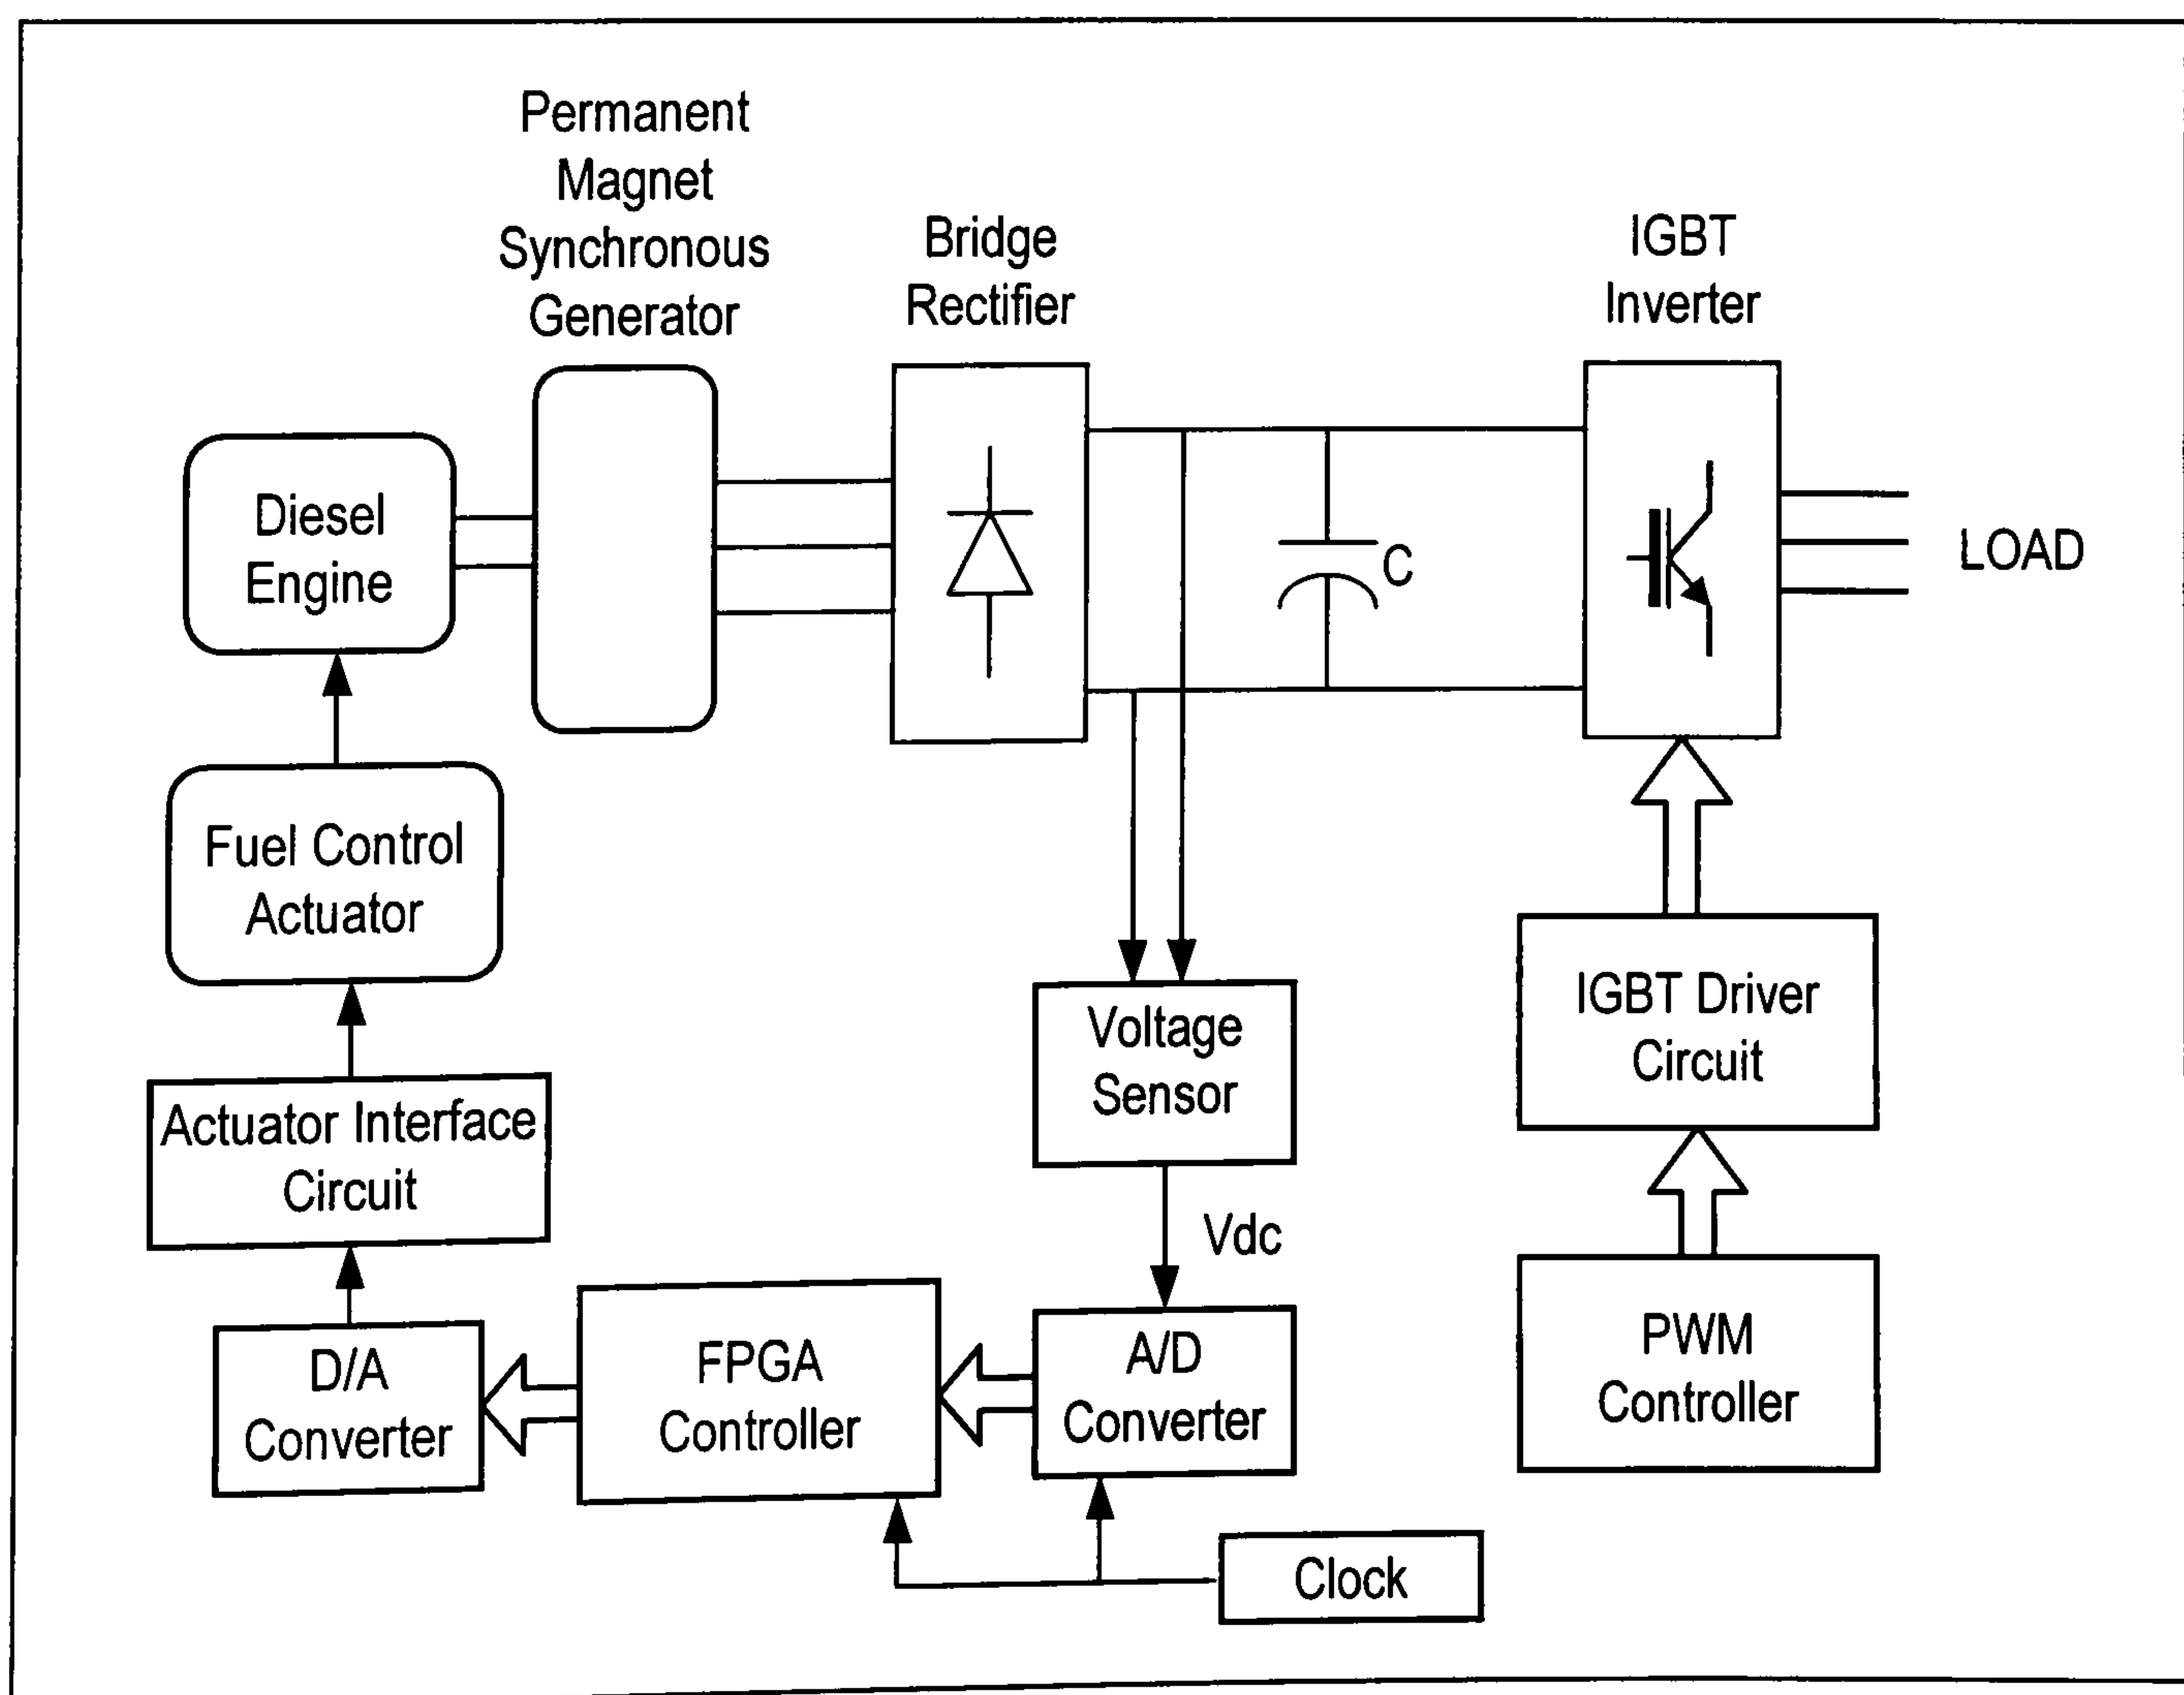 Permanent
Magnet
Synchronous
Generator
Bridge
Rectifier
IGBT
Inverter
Diesel
Engine
C
LOAD
Fuel Control
Actuator
Voltage
Sensor
IGBT Driver
Circuit
Actuator Interface
Circuit
Vdc
D/A
Converter
FPGA
Controller
A/D
Converter
PWM
Controller
Clock